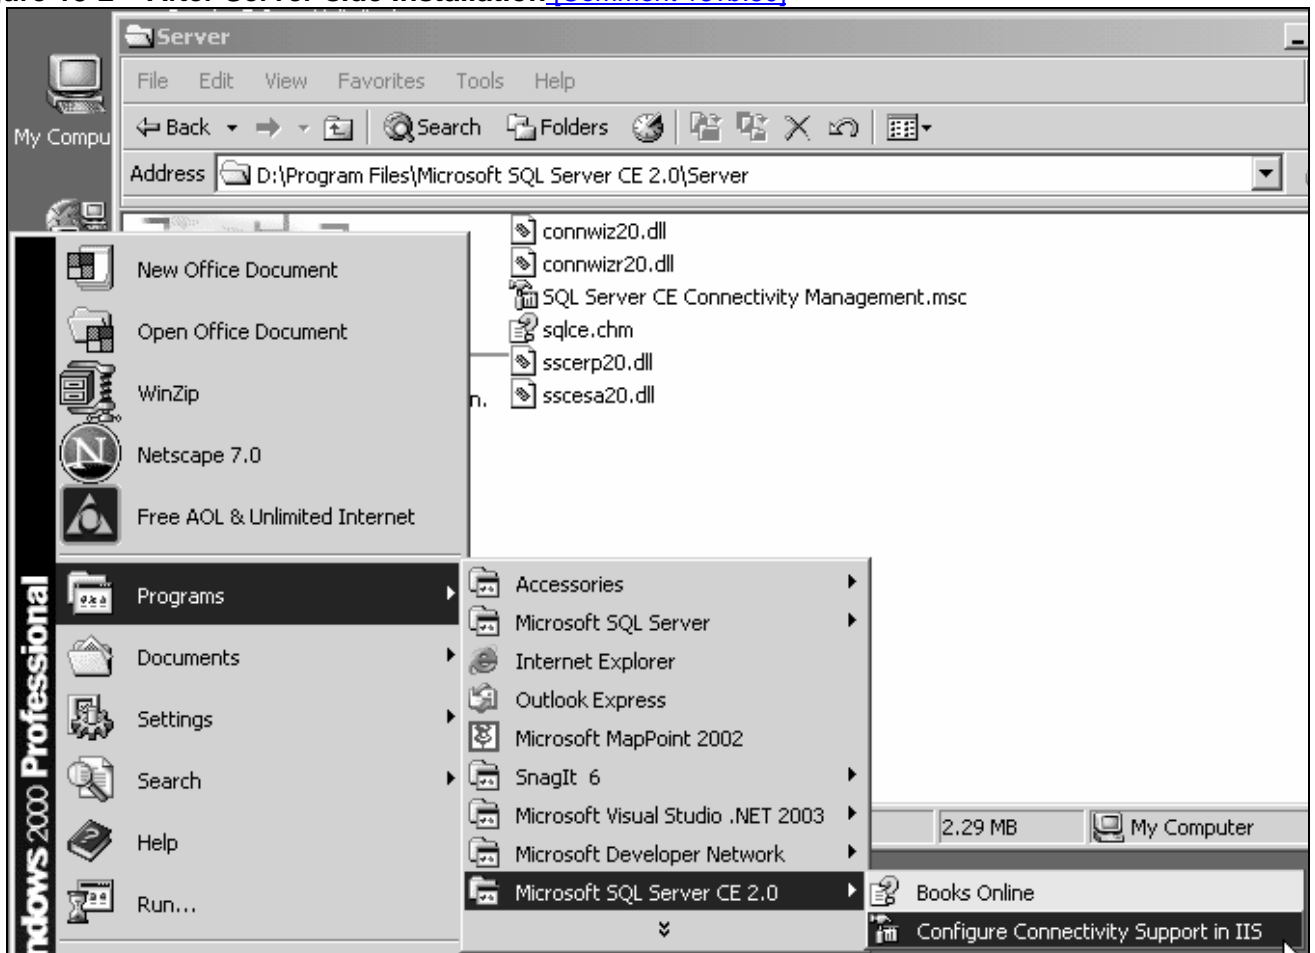 After Server Side Installation
Server
File Edit View Favorites Tools Help
Back Search Folders
My Compu
Address D:\Program Files\Microsoft SQL Server CE 2.0\Server
connwiz20.dll
connwizr20.dll
SQL Server CE Connectivity Management.msc
sqlce.chm
sscerp20.dll
n.
sscesa20.dll
New Office Document
Open Office Document
WinZip
Netscape 7.0
Free AOL & Unlimited Internet
Programs
Documents
Settings
Search
Help
Run...
ndows 2000 Professional
Accessories
Microsoft SQL Server
Internet Explorer
Outlook Express
Microsoft MapPoint 2002
SnagIt 6
Microsoft Visual Studio .NET 2003
Microsoft Developer Network
Microsoft SQL Server CE 2.0
2.29 MB
My Computer
Books Online
Configure Connectivity Support in IIS